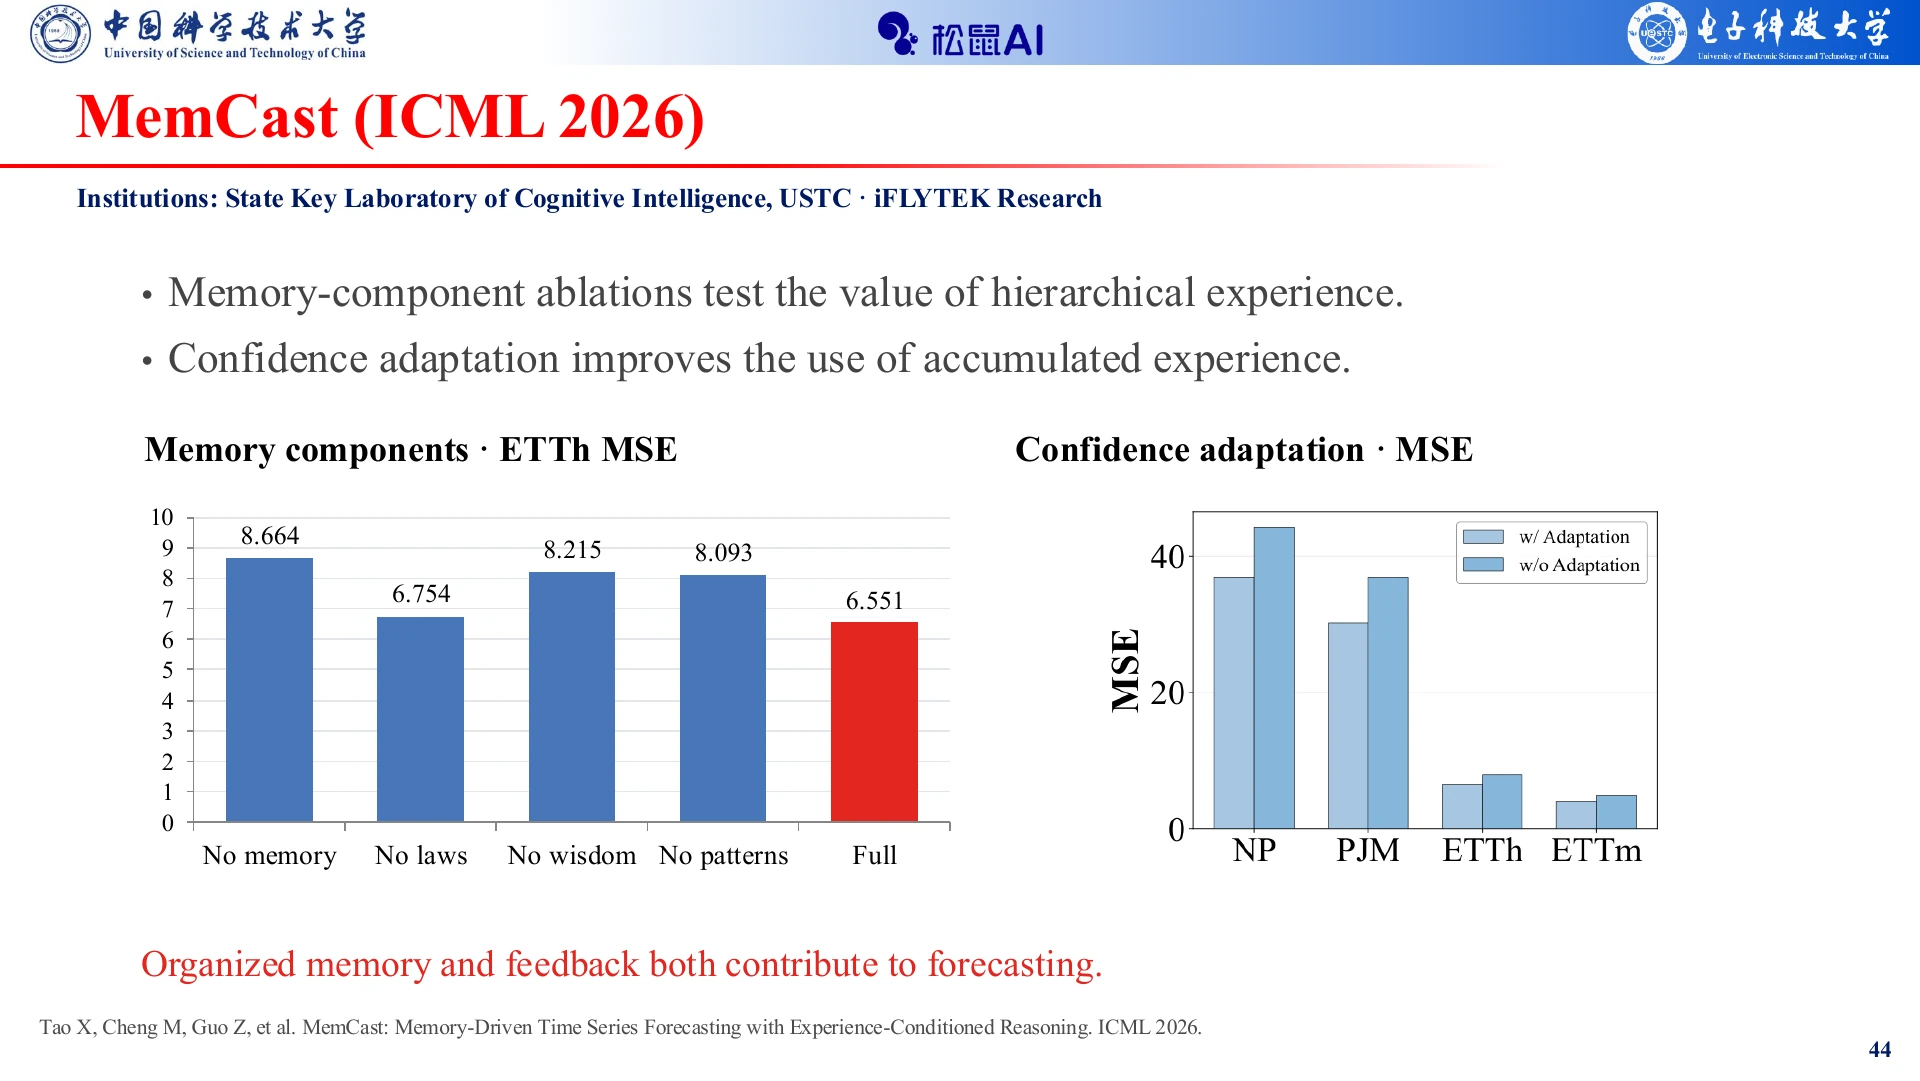 中国科学技术大学
University of Science and Technology of China
松鼠AI
电子科技大学
University of Electronic Science and Technology of China
MemCast (ICML 2026)
Institutions: State Key Laboratory of Cognitive Intelligence, USTC · iFLYTEK Research
• Memory-component ablations test the value of hierarchical experience.
• Confidence adaptation improves the use of accumulated experience.
Memory components · ETTh MSE
10
9
8
7
6
5
4
3
2
1
0
8.664
6.754
8.215
8.093
6.551
No memory
No laws
No wisdom
No patterns
Full
Confidence adaptation · MSE
MSE
40
20
0
w/ Adaptation
w/o Adaptation
NP
PJM
ETTh
ETTm
Organized memory and feedback both contribute to forecasting.
Tao X, Cheng M, Guo Z, et al. MemCast: Memory-Driven Time Series Forecasting with Experience-Conditioned Reasoning. ICML 2026.
44